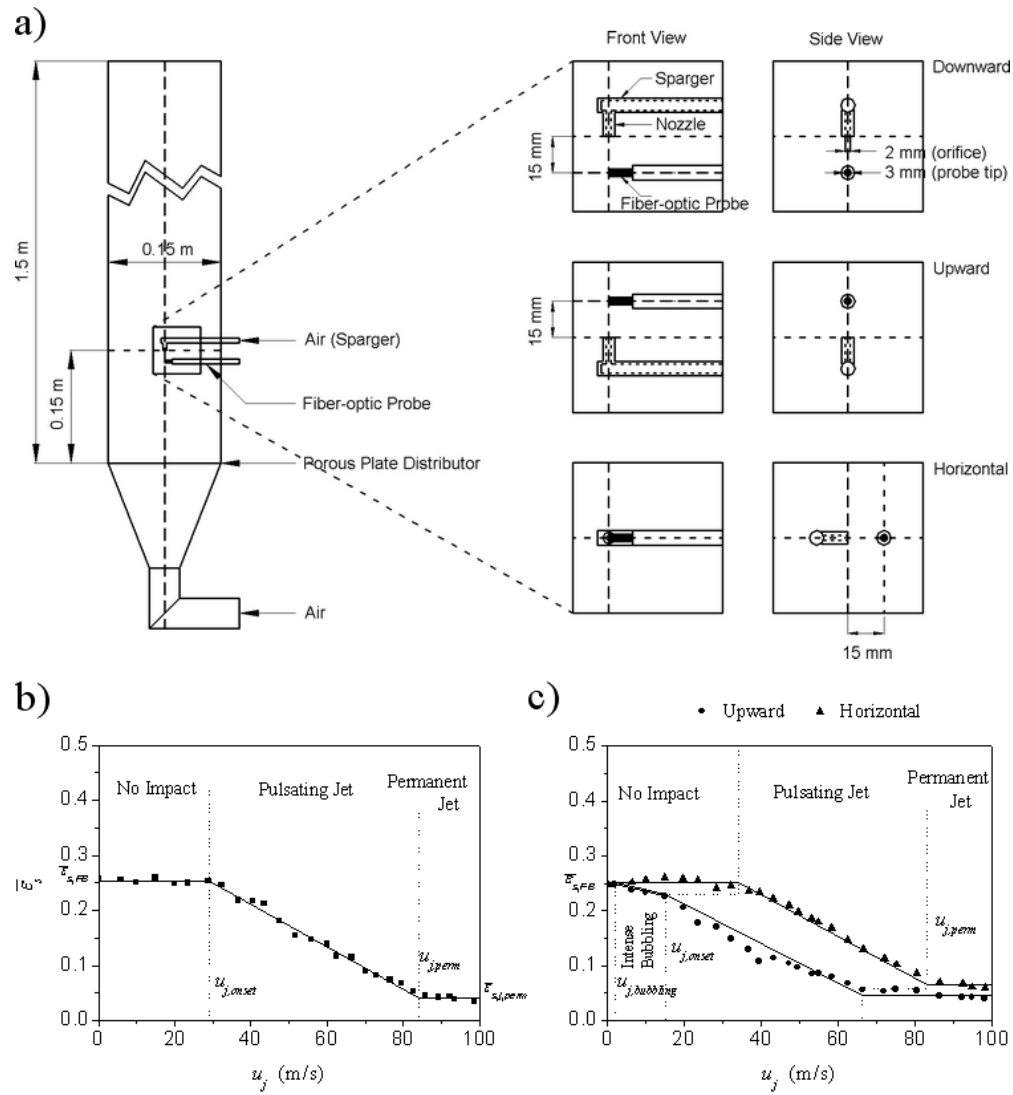 a)
Front View
Side View
Sparger
Nozzle
15 mm
Fiber-optic Probe
Downward
2 mm (orifice)
3 mm (probe tip)
1.5 m
0.15 m
0.15 m
Air (Sparger)
Fiber-optic Probe
Porous Plate Distributor
Air
15 mm
Upward
Horizontal
15 mm
b)
No Impact
Pulsating Jet
Permanent
Jet
0.5
0.4
0.3
0.2
0.1
0.0
ε̅s
ε̅s,FB
uj,onset
uj,perm
ε̅s,j,perm
0
20
40
60
80
100
uj (m/s)
c)
Upward
Horizontal
No Impact
Pulsating Jet
Permanent
Jet
0.5
0.4
0.3
0.2
0.1
0.0
ε̅s,FB
Intense
Bubbling
uj,bubbling
uj,onset
uj,perm
0
20
40
60
80
100
uj (m/s)